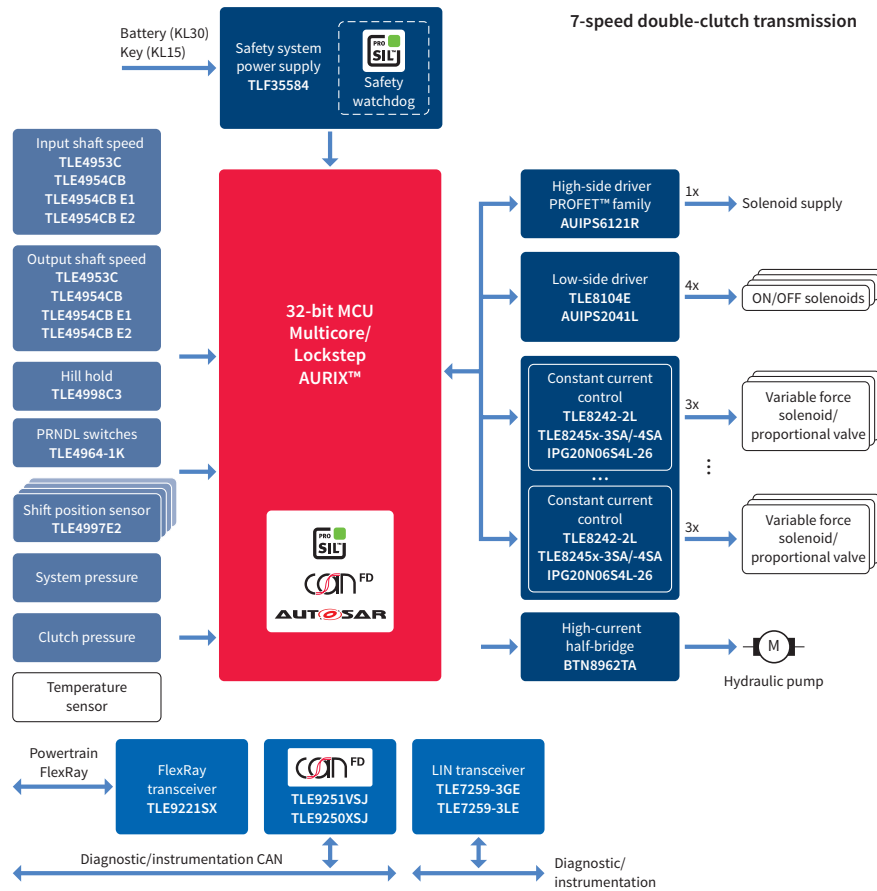 7-speed double-clutch transmission
Battery (KL30)
Key (KL15)
Safety system
power supply
TLF35584
PRO
SIL™
Safety
watchdog
Input shaft speed
TLE4953C
TLE4954CB
TLE4954CB E1
TLE4954CB E2
Output shaft speed
TLE4953C
TLE4954CB
TLE4954CB E1
TLE4954CB E2
Hill hold
TLE4998C3
PRNDL switches
TLE4964-1K
Shift position sensor
TLE4997E2
System pressure
Clutch pressure
Temperature
sensor
32-bit MCU
Multicore/
Lockstep
AURIX™
PRO
SIL™
CAN FD
AUTOSAR
High-side driver
PROFET™ family
AUIPS6121R
1x
Solenoid supply
Low-side driver
TLE8104E
AUIPS2041L
4x
ON/OFF solenoids
Constant current
control
TLE8242-2L
TLE8245x-3SA/-4SA
IPG20N06S4L-26
3x
Variable force
solenoid/
proportional valve
...
⋮
Constant current
control
TLE8242-2L
TLE8245x-3SA/-4SA
IPG20N06S4L-26
3x
Variable force
solenoid/
proportional valve
High-current
half-bridge
BTN8962TA
M
Hydraulic pump
Powertrain
FlexRay
FlexRay
transceiver
TLE9221SX
CAN FD
TLE9251VSJ
TLE9250XSJ
LIN transceiver
TLE7259-3GE
TLE7259-3LE
Diagnostic/instrumentation CAN
Diagnostic/
instrumentation